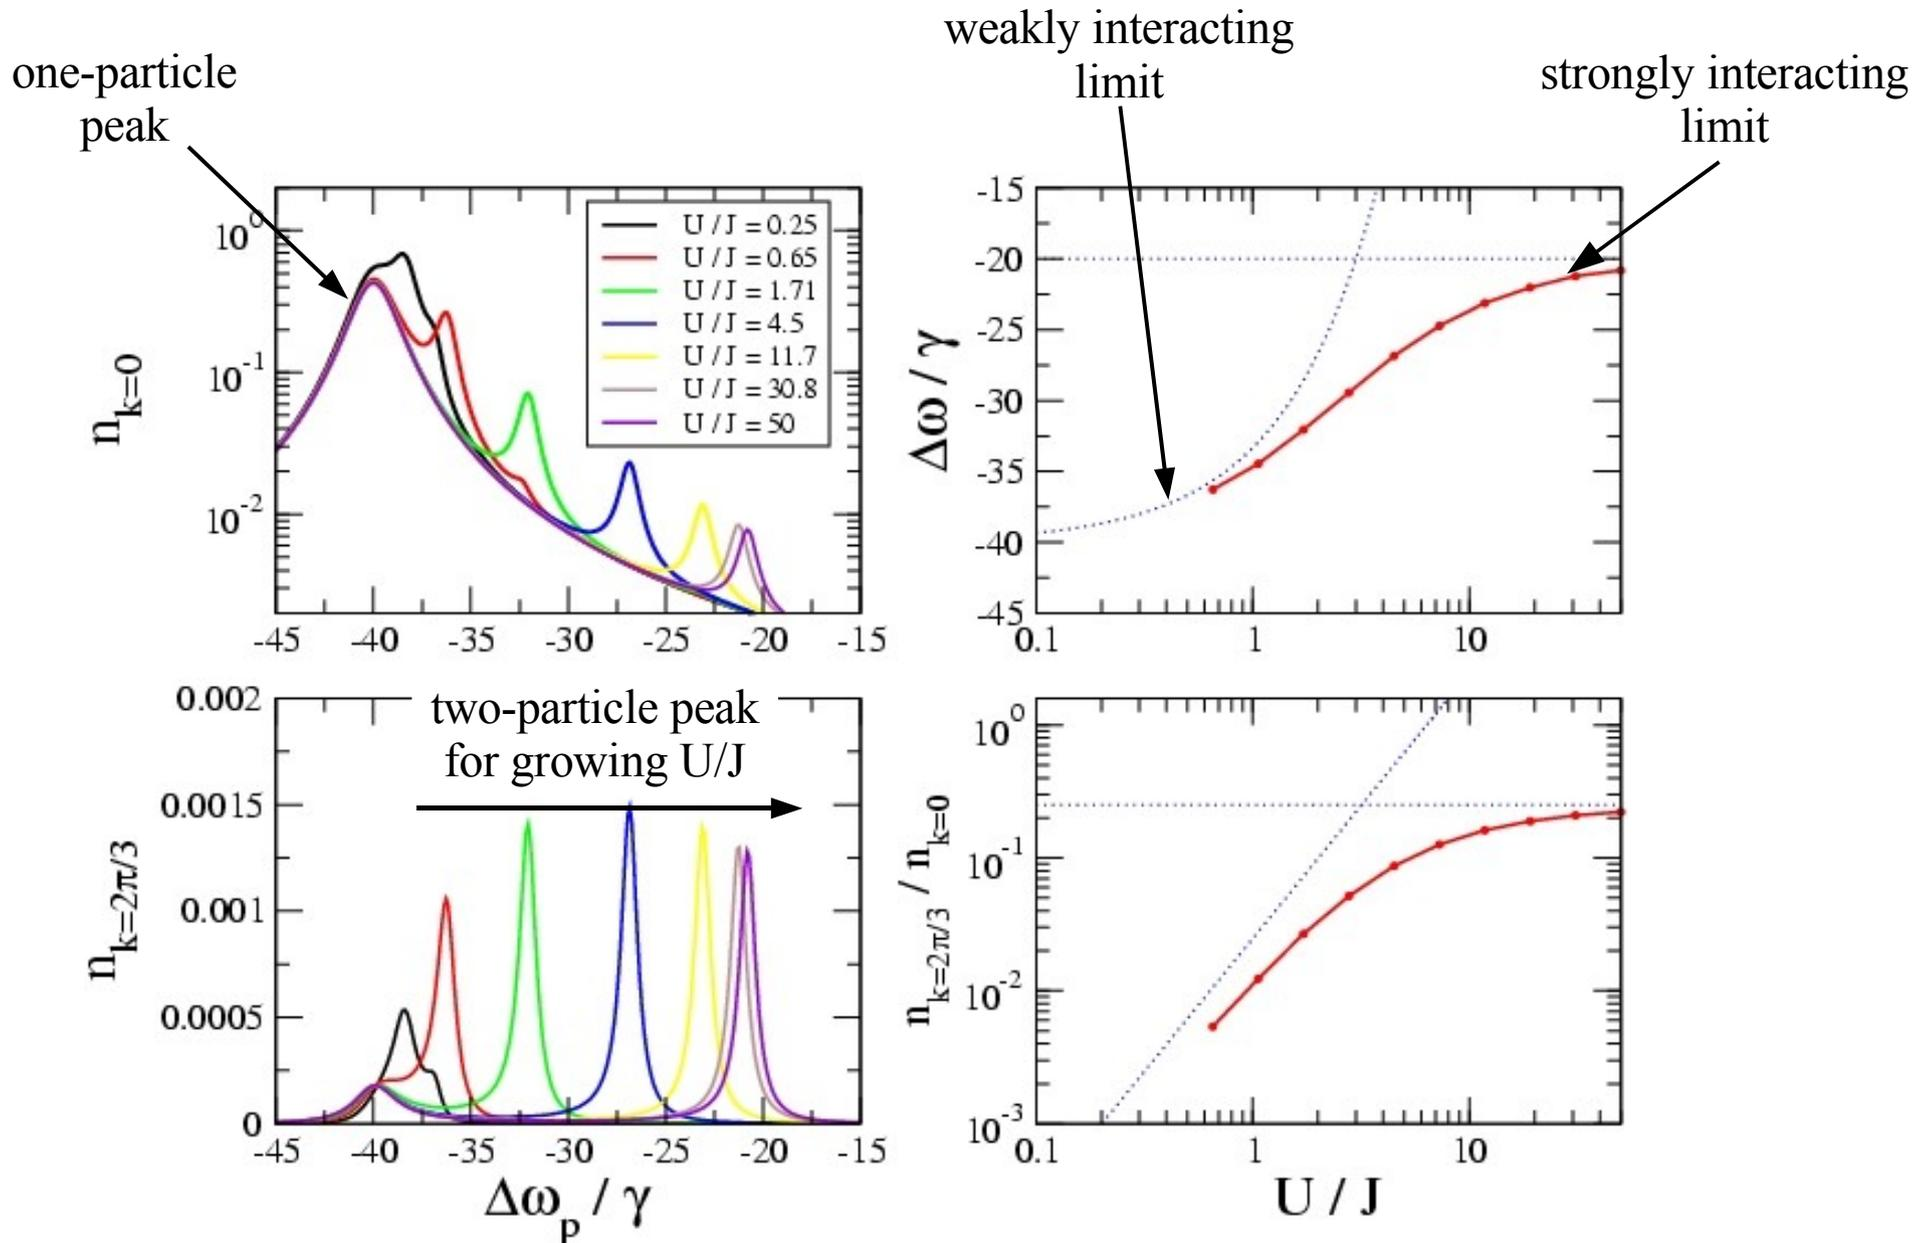 one-particle
peak
weakly interacting
limit
strongly interacting
limit
10^0
10^-1
10^-2
n_k=0
U / J = 0.25
U / J = 0.65
U / J = 1.71
U / J = 4.5
U / J = 11.7
U / J = 30.8
U / J = 50
-45 -40 -35 -30 -25 -20 -15
-15
-20
-25
-30
-35
-40
-45
Δω / γ
0.1 1 10
two-particle peak
for growing U/J
0.002
0.0015
0.001
0.0005
0
n_k=2π/3
-45 -40 -35 -30 -25 -20 -15
Δω_p / γ
10^0
10^-1
10^-2
10^-3
n_k=2π/3 / n_k=0
0.1 1 10
U / J